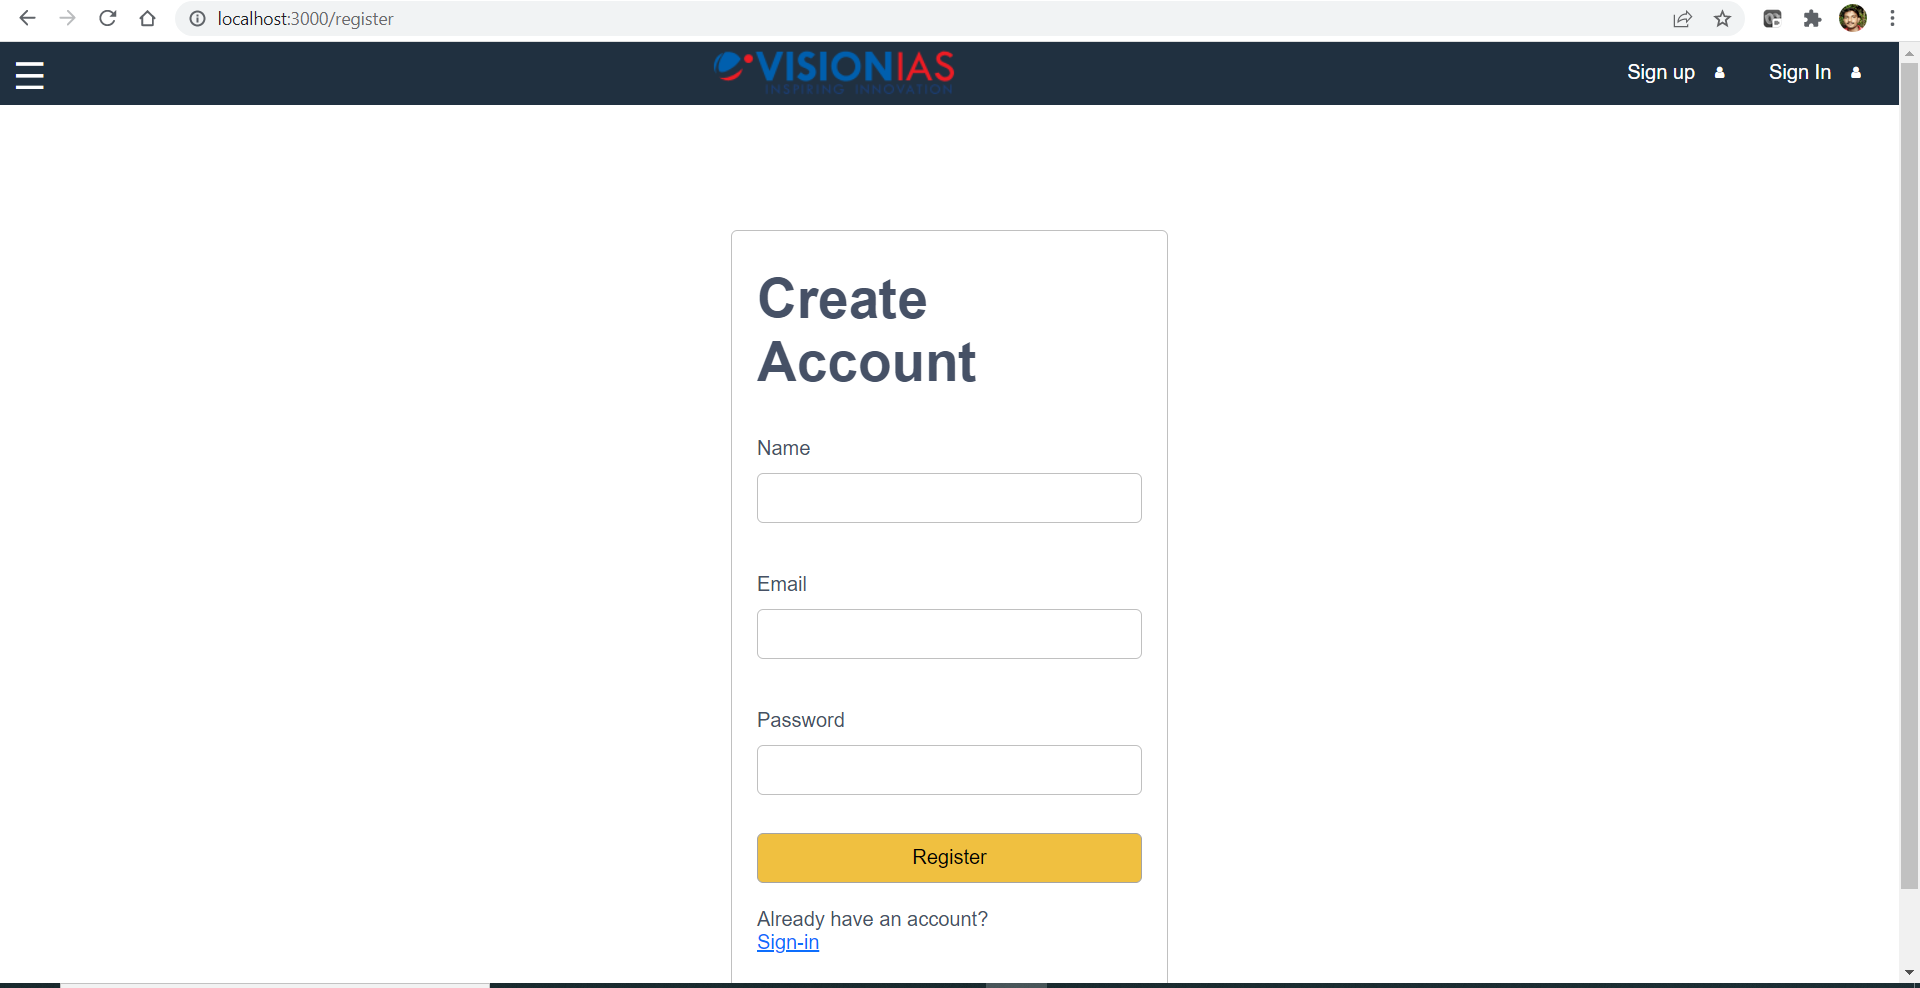 localhost:3000/register
VISIONIAS
INSPIRING INNOVATION
Sign up
Sign In
Create
Account
Name
Email
Password
Register
Already have an account?
Sign-in